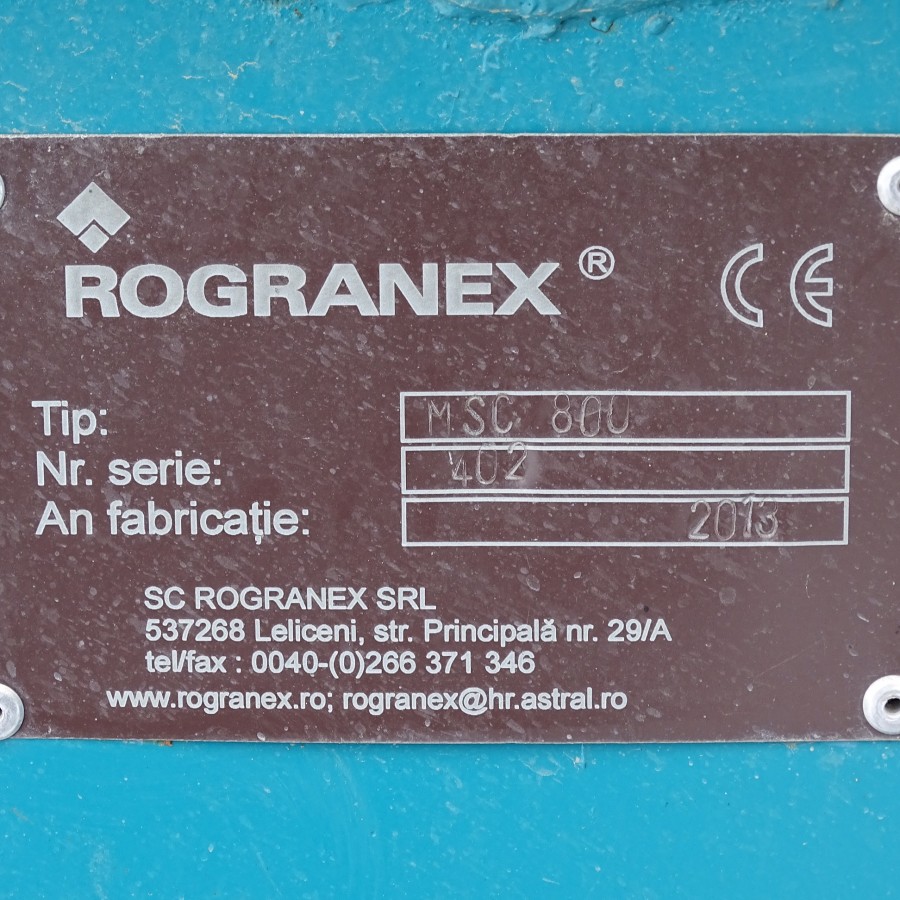 ROGRANEX ® CE
Tip: MSC 800
Nr. serie: 402
An fabricație: 2013
SC ROGRANEX SRL
537268 Leliceni, str. Principală nr. 29/A
tel/fax : 0040-(0)266 371 346
www.rogranex.ro; rogranex@hr.astral.ro